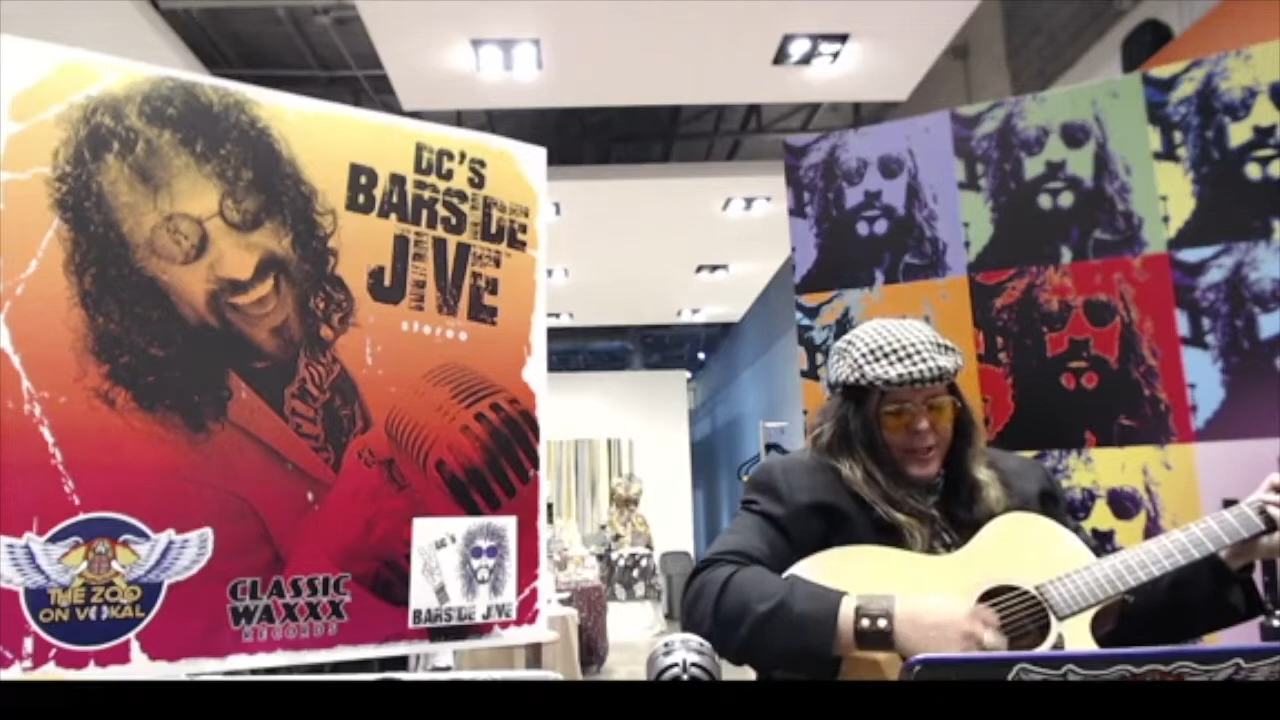 DC'S
BARSIDE
JIVE
stereo
THE ZOO
ON VOKAL
CLASSIC
WAXXX
RECORDS
DC's
BARSIDE JIVE